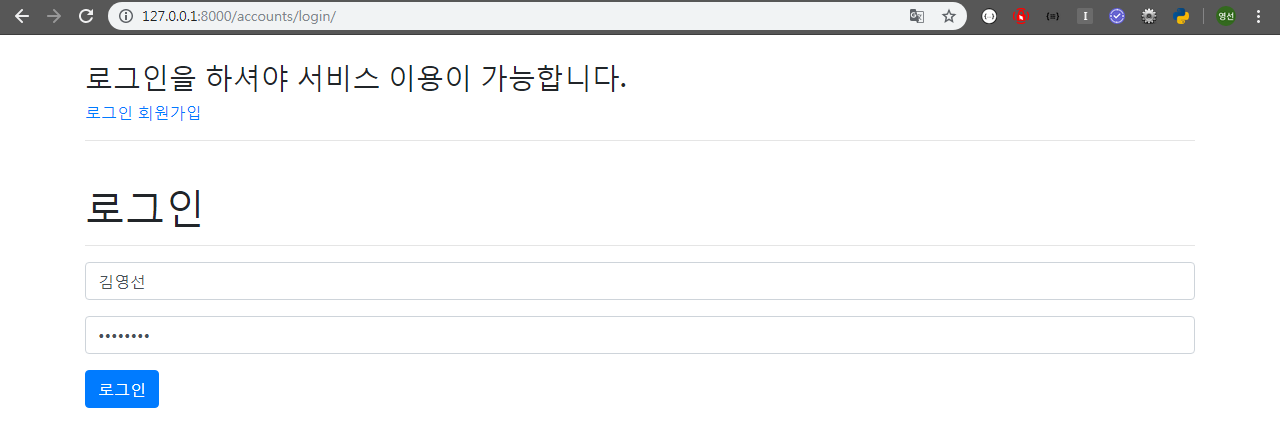 127.0.0.1:8000/accounts/login/
영선
로그인을 하셔야 서비스 이용이 가능합니다.
로그인 회원가입
로그인
김영선
••••••••
로그인